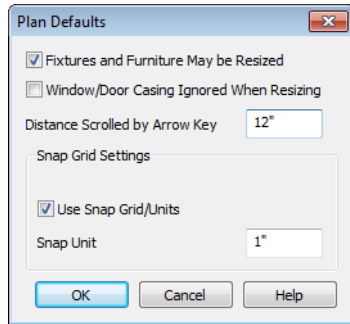 Plan Defaults
Fixtures and Furniture May be Resized
Window/Door Casing Ignored When Resizing
Distance Scrolled by Arrow Key 12"
Snap Grid Settings
Use Snap Grid/Units
Snap Unit 1"
OK Cancel Help